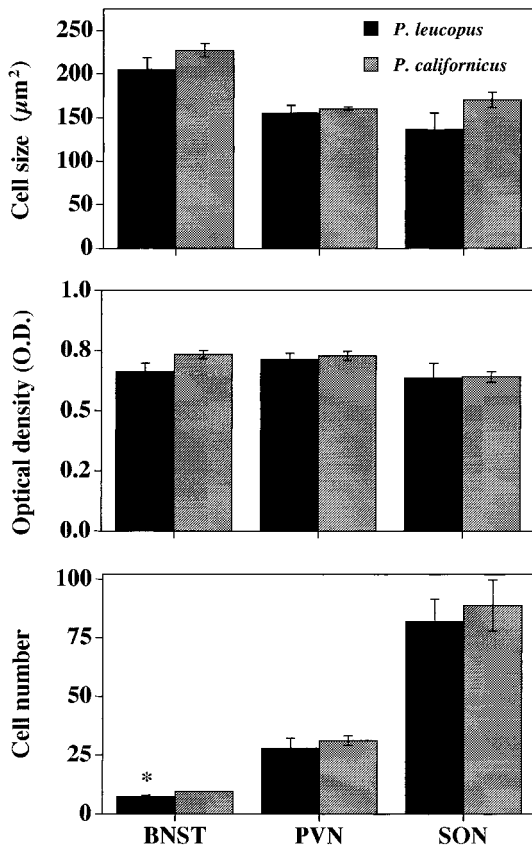 250
200
150
100
50
0
Cell size (μm²)
P. leucopus
P. californicus
1.0
0.8
0.5
0.2
0.0
Optical density (O.D.)
100
75
50
25
0
Cell number
*
BNST PVN SON